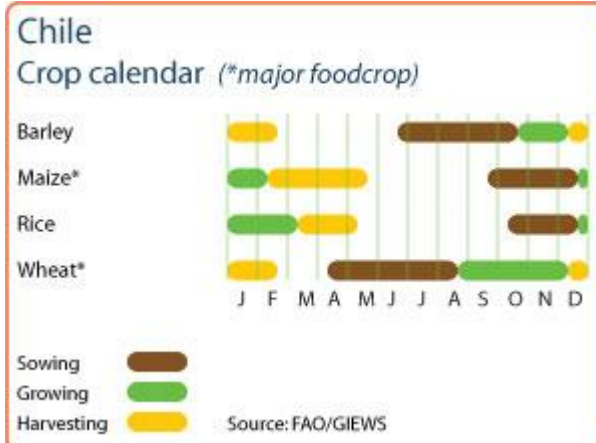 Chile
Crop calendar (*major foodcrop)
Barley
Maize*
Rice
Wheat*
J F M A M J J A S O N D
Sowing
Growing
Harvesting
Source: FAO/GIEWS